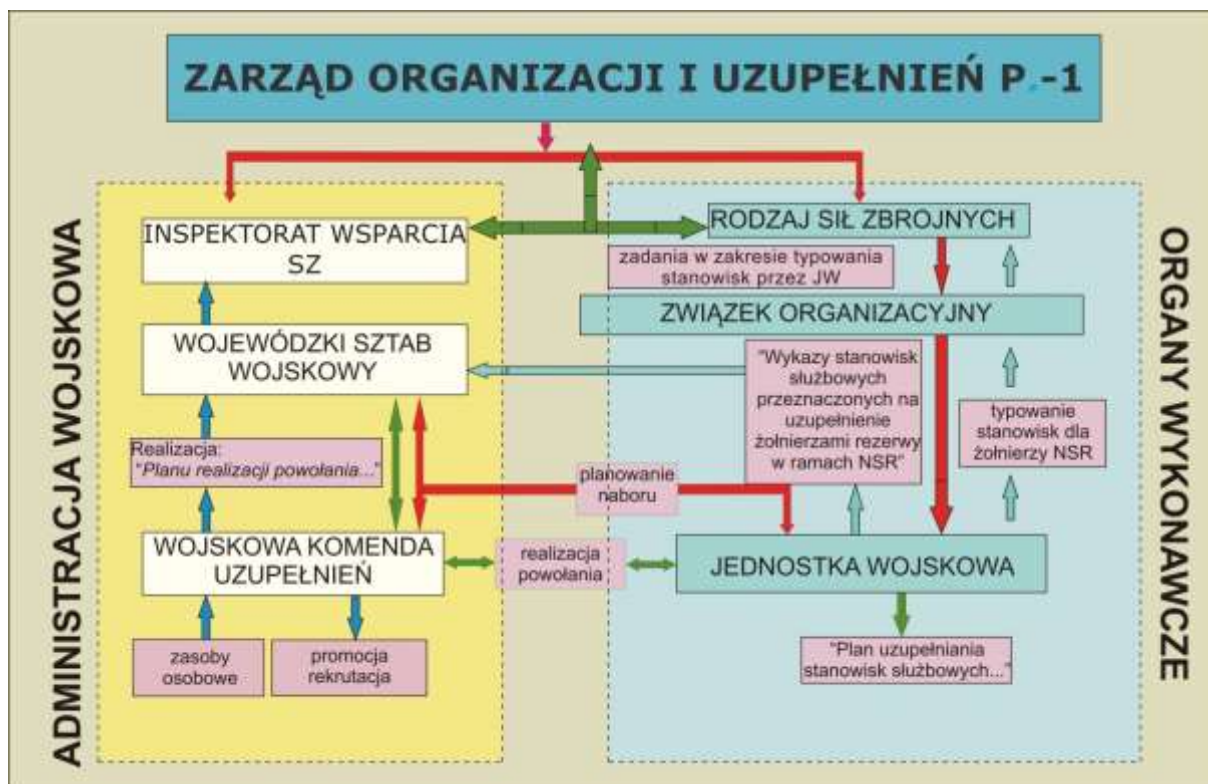 ZARZĄD ORGANIZACJI I UZUPEŁNIEŃ P.-1
ADMINISTRACJA WOJSKOWA
INSPEKTORAT WSPARCIA
SZ
WOJEWÓDZKI SZTAB
WOJSKOWY
Realizacja:
"Planu realizacji powołania..."
WOJSKOWA KOMENDA
UZUPEŁNIEŃ
zasoby
osobowe
promocja
rekrutacja
planowanie
naboru
realizacja
powołania
RODZAJ SIŁ ZBROJNYCH
zadania w zakresie typowania
stanowisk przez JW
ZWIĄZEK ORGANIZACYJNY
"Wykazy stanowisk
służbowych
przeznaczonych na
uzupełnienie
żołnierzami rezerwy
w ramach NSR"
typowanie
stanowisk dla
żołnierzy NSR
JEDNOSTKA WOJSKOWA
"Plan uzupełniania
stanowisk służbowych..."
ORGANY WYKONAWCZE